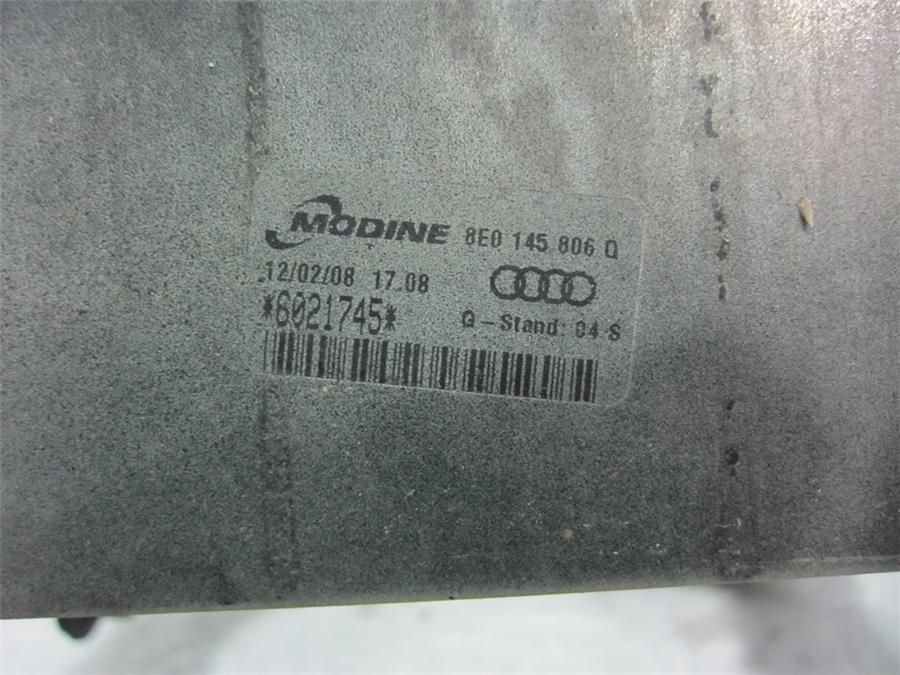 MODINE 8E0 145 806 Q
12/02/08 17.08
*6021745*
Q-Stand: 04 S